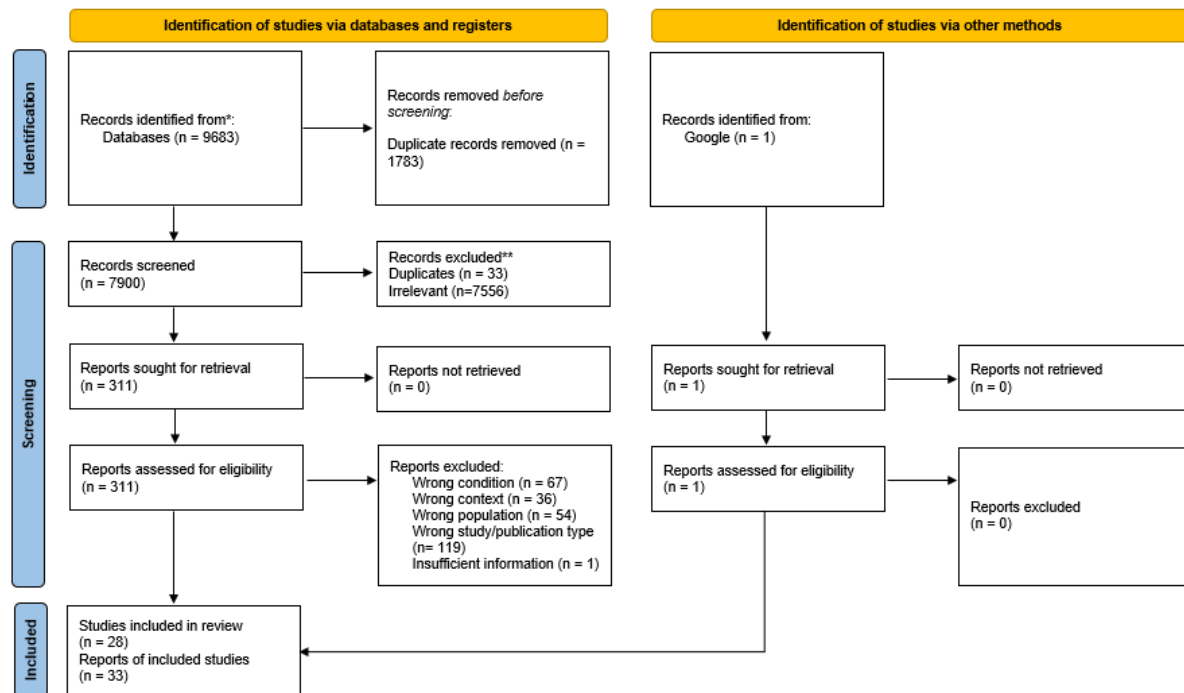 Identification of studies via databases and registers
Identification of studies via other methods
Identification
Records identified from*:
Databases (n = 9683)
Records removed before
screening:
Duplicate records removed (n =
1783)
Records identified from:
Google (n = 1)
Screening
Records screened
(n = 7900)
Records excluded**
Duplicates (n = 33)
Irrelevant (n=7556)
Reports sought for retrieval
(n = 311)
Reports not retrieved
(n = 0)
Reports sought for retrieval
(n = 1)
Reports not retrieved
(n = 0)
Reports assessed for eligibility
(n = 311)
Reports excluded:
Wrong condition (n = 67)
Wrong context (n = 36)
Wrong population (n = 54)
Wrong study/publication type
(n= 119)
Insufficient information (n = 1)
Reports assessed for eligibility
(n = 1)
Reports excluded
(n = 0)
Included
Studies included in review
(n = 28)
Reports of included studies
(n = 33)